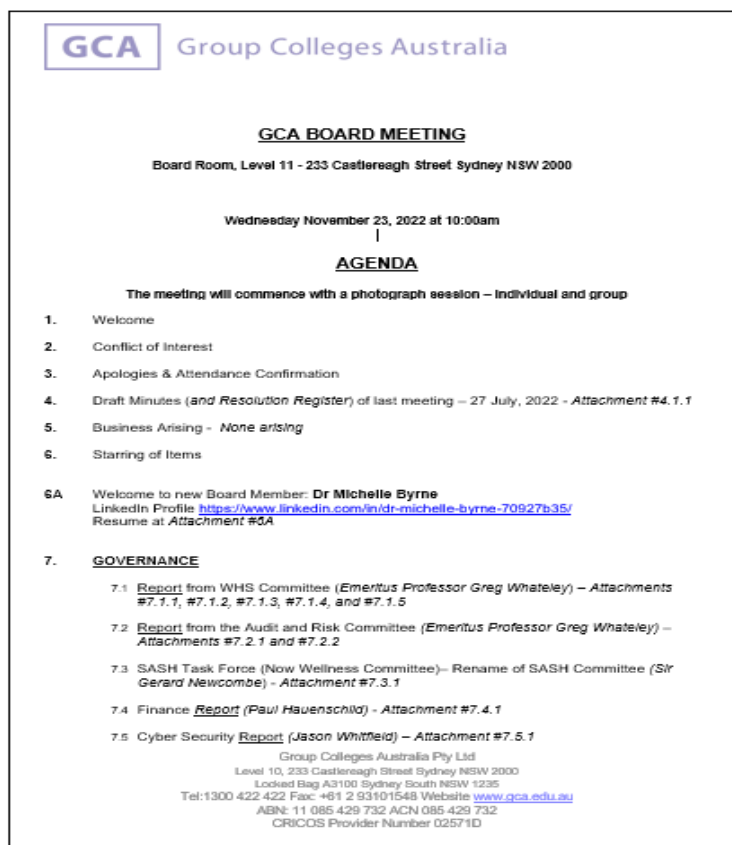 GCA Group Colleges Australia
GCA BOARD MEETING
Board Room, Level 11 - 233 Castlereagh Street Sydney NSW 2000
Wednesday November 23, 2022 at 10:00am
AGENDA
The meeting will commence with a photograph session – individual and group
1. Welcome
2. Conflict of Interest
3. Apologies & Attendance Confirmation
4. Draft Minutes (and Resolution Register) of last meeting – 27 July, 2022 - Attachment #4.1.1
5. Business Arising - None arising
6. Starring of Items
6A Welcome to new Board Member: Dr Michelle Byrne
LinkedIn Profile https://www.linkedin.com/in/dr-michelle-byrne-70927b35/
Resume at Attachment #6A
7. GOVERNANCE
7.1 Report from WHS Committee (Emeritus Professor Greg Whateley) – Attachments
#7.1.1, #7.1.2, #7.1.3, #7.1.4, and #7.1.5
7.2 Report from the Audit and Risk Committee (Emeritus Professor Greg Whateley) –
Attachments #7.2.1 and #7.2.2
7.3 SASH Task Force (Now Wellness Committee)– Rename of SASH Committee (Sir
Gerard Newcombe) - Attachment #7.3.1
7.4 Finance Report (Paul Hauenschild) - Attachment #7.4.1
7.5 Cyber Security Report (Jason Whitfield) – Attachment #7.5.1
Group Colleges Australia Pty Ltd
Level 10, 233 Castlereagh Street Sydney NSW 2000
Locked Bag A3100 Sydney South NSW 1235
Tel:1300 422 422 Fax: +61 2 93101548 Website www.gca.edu.au
ABN: 11 085 429 732 ACN 085 429 732
CRICOS Provider Number 02571D